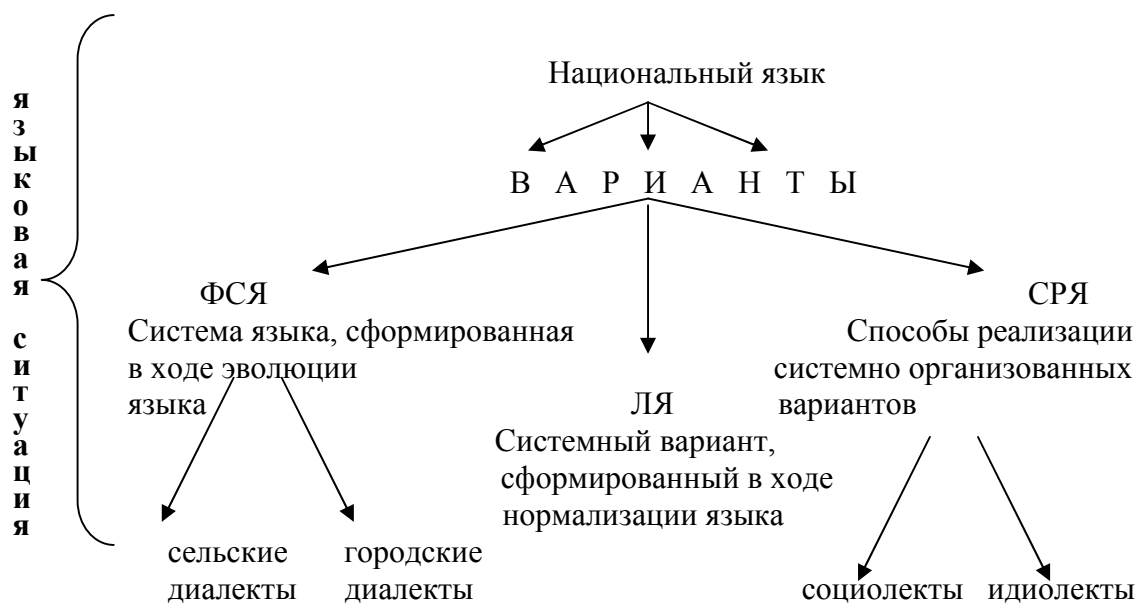 языковая ситуация
Национальный язык
В А Р И А Н Т Ы
ФСЯ
Система языка, сформированная
в ходе эволюции
языка
сельские
диалекты
городские
диалекты
ЛЯ
Системный вариант,
сформированный в ходе
нормализации языка
СРЯ
Способы реализации
системно организованных
вариантов
социолекты
идиолекты